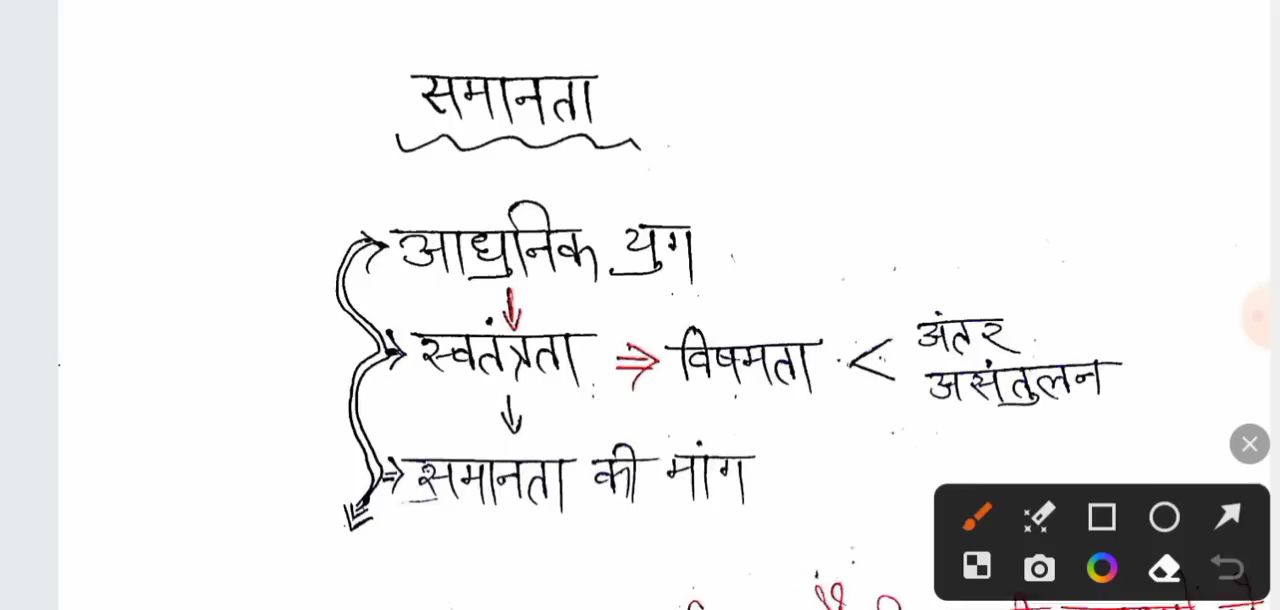 समानता
आधुनिक युग
स्वतंत्रता ⇒ विषमता < अंतर
असंतुलन
समानता की मांग